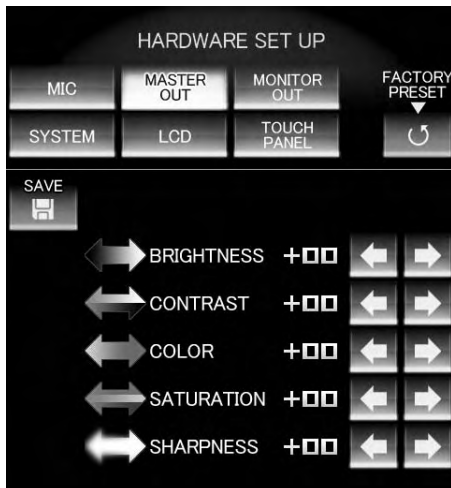 HARDWARE SET UP
MIC
MASTER
OUT
MONITOR
OUT
FACTORY
PRESET
SYSTEM
LCD
TOUCH
PANEL
SAVE
BRIGHTNESS +00
CONTRAST +00
COLOR +00
SATURATION +00
SHARPNESS +00